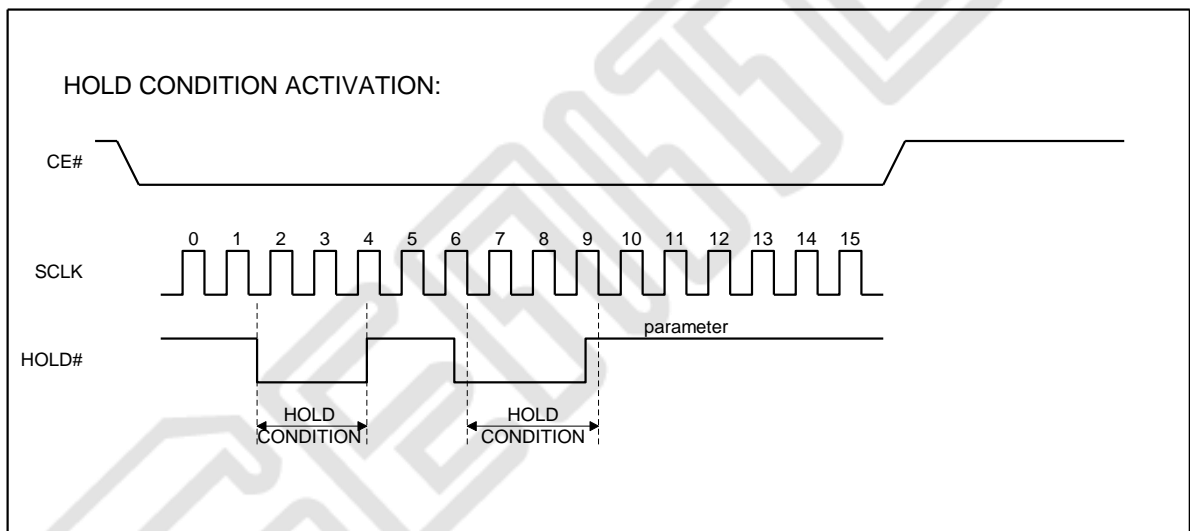 HOLD CONDITION ACTIVATION:
CE#
0 1 2 3 4 5 6 7 8 9 10 11 12 13 14 15
SCLK
parameter
HOLD#
HOLD HOLD
CONDITION CONDITION